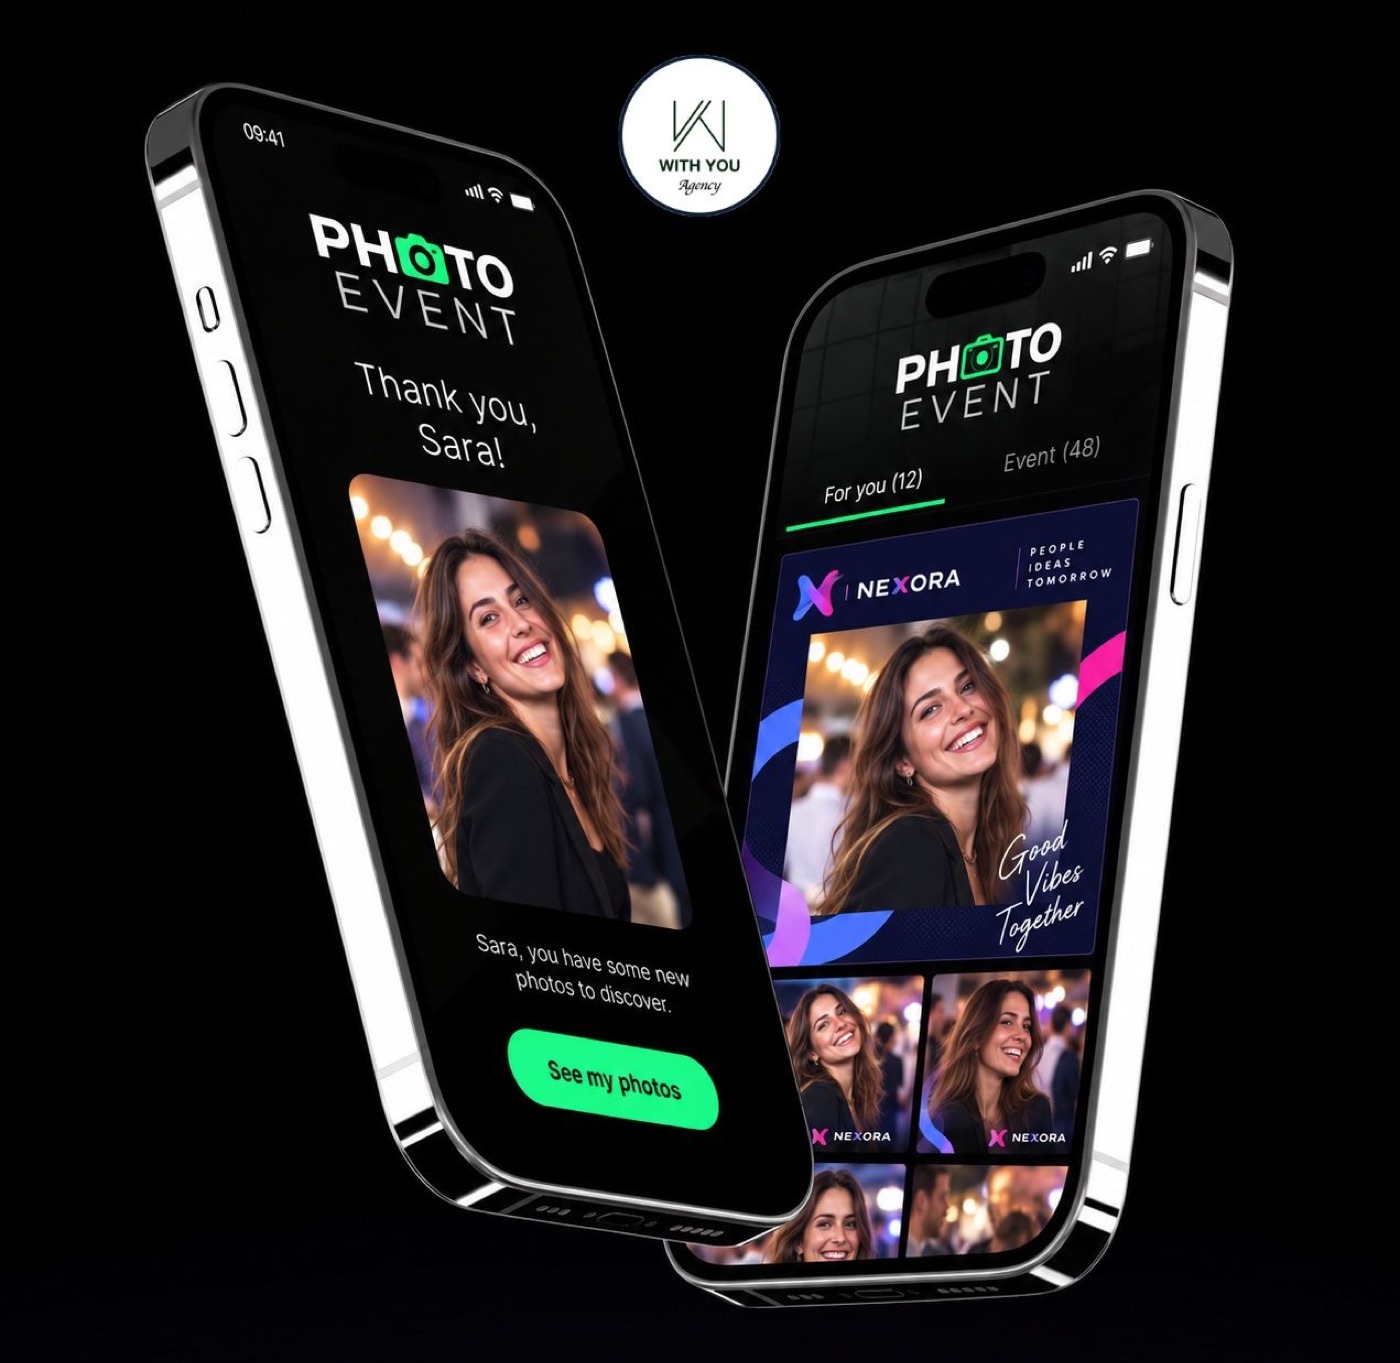 WITH YOU
Agency
09:41
PHOTO
EVENT
Thank you,
Sara!
Sara, you have some new
photos to discover.
See my photos
PHOTO
EVENT
For you (12)
Event (48)
NEXORA
PEOPLE
IDEAS
TOMORROW
Good
Vibes
Together
NEXORA
NEXORA